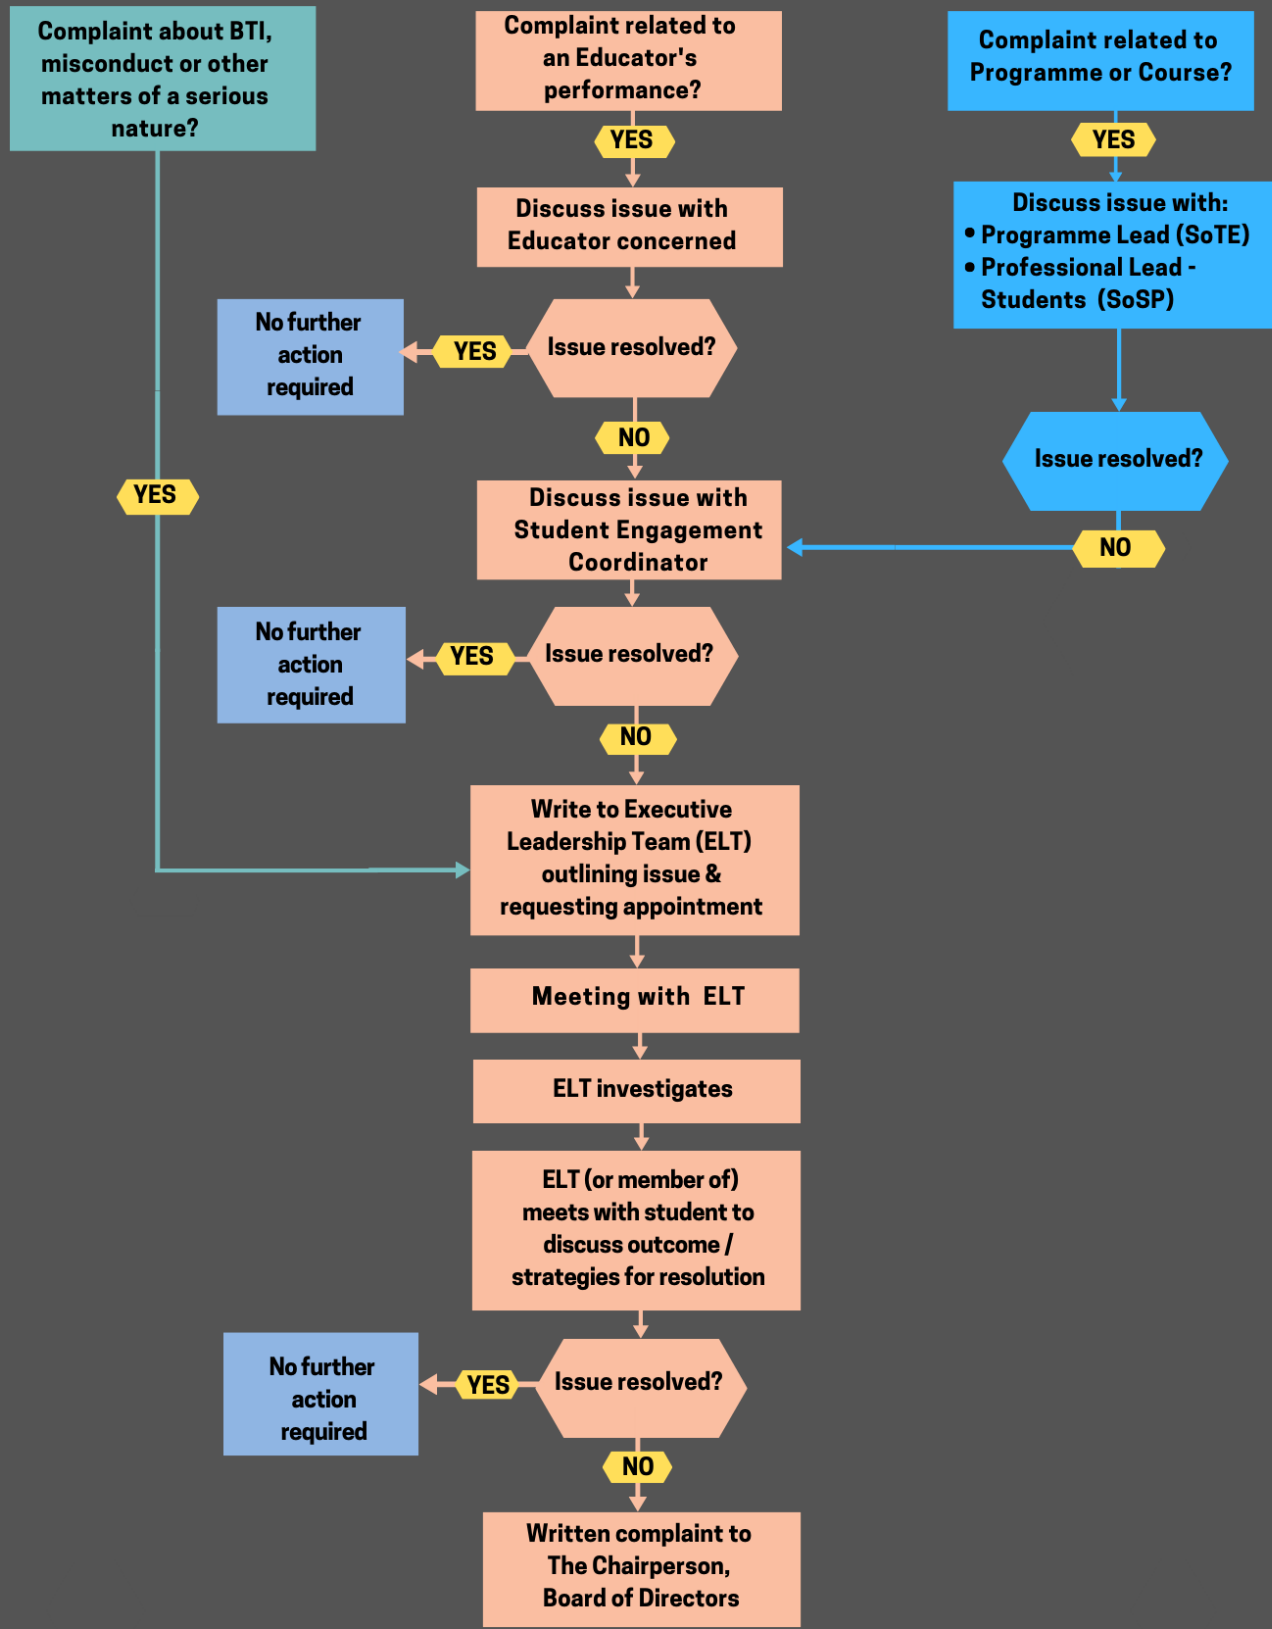 Complaint about BTI,
misconduct or other
matters of a serious
nature?
Complaint related to
an Educator's
performance?
Complaint related to
Programme or Course?
YES
YES
Discuss issue with
Educator concerned
Discuss issue with:
• Programme Lead (SoTE)
• Professional Lead -
Students (SoSP)
No further
action
required
YES
Issue resolved?
NO
Issue resolved?
YES
Discuss issue with
Student Engagement
Coordinator
NO
No further
action
required
YES
Issue resolved?
NO
Write to Executive
Leadership Team (ELT)
outlining issue &
requesting appointment
Meeting with ELT
ELT investigates
ELT (or member of)
meets with student to
discuss outcome /
strategies for resolution
No further
action
required
YES
Issue resolved?
NO
Written complaint to
The Chairperson,
Board of Directors